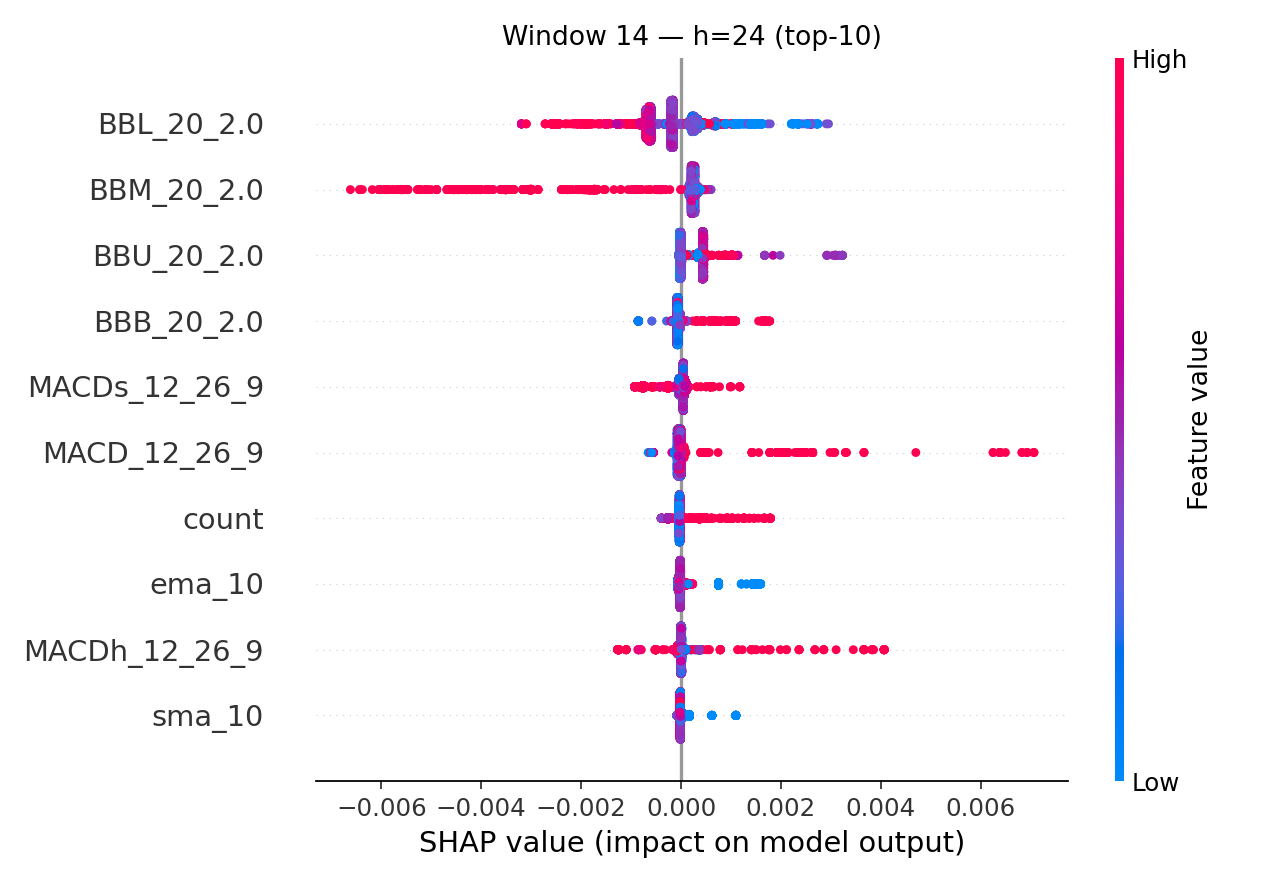 Window 14 — h=24 (top-10)
High
BBL_20_2.0
BBM_20_2.0
BBU_20_2.0
BBB_20_2.0
MACDs_12_26_9
MACD_12_26_9
count
ema_10
MACDh_12_26_9
sma_10
Feature value
Low
−0.006 −0.004 −0.002 0.000 0.002 0.004 0.006
SHAP value (impact on model output)